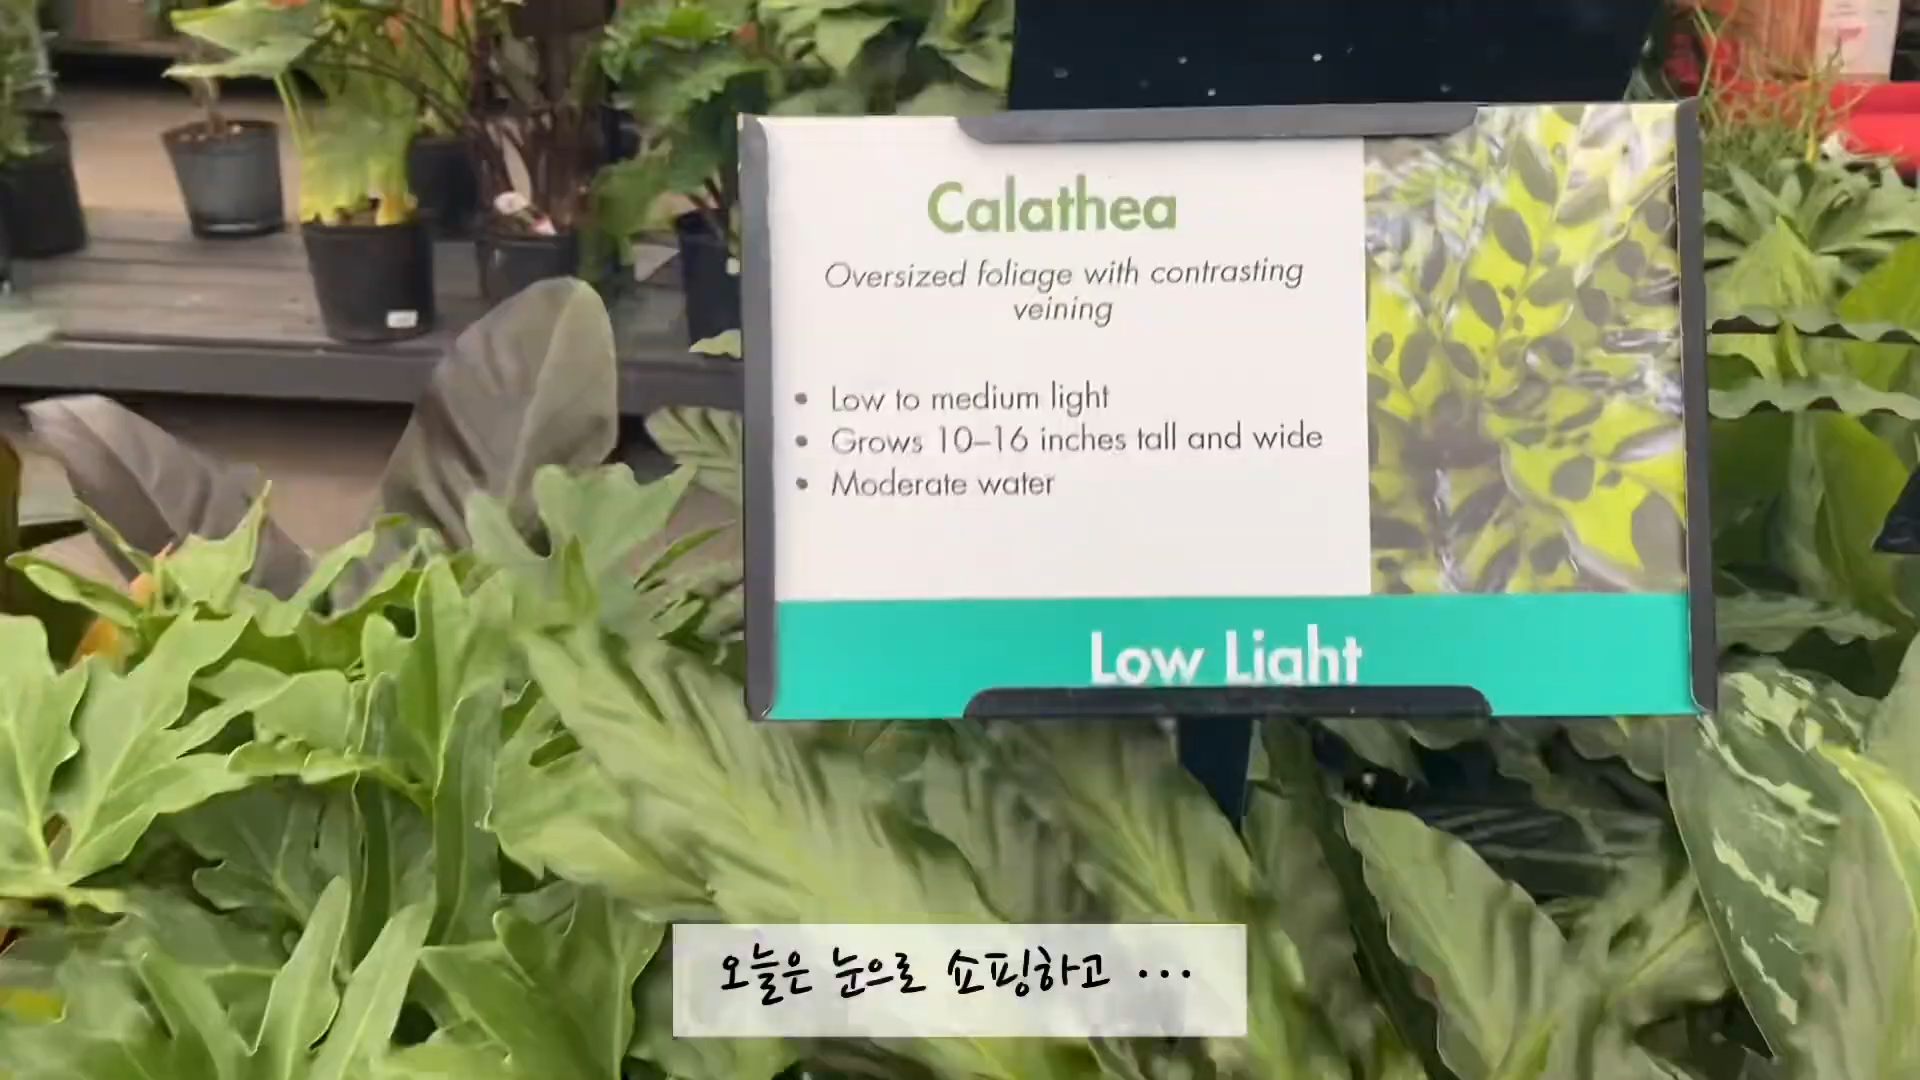 Calathea
Oversized foliage with contrasting
veining
• Low to medium light
• Grows 10–16 inches tall and wide
• Moderate water
Low Light
오늘은 눈으로 쇼핑하고 ...